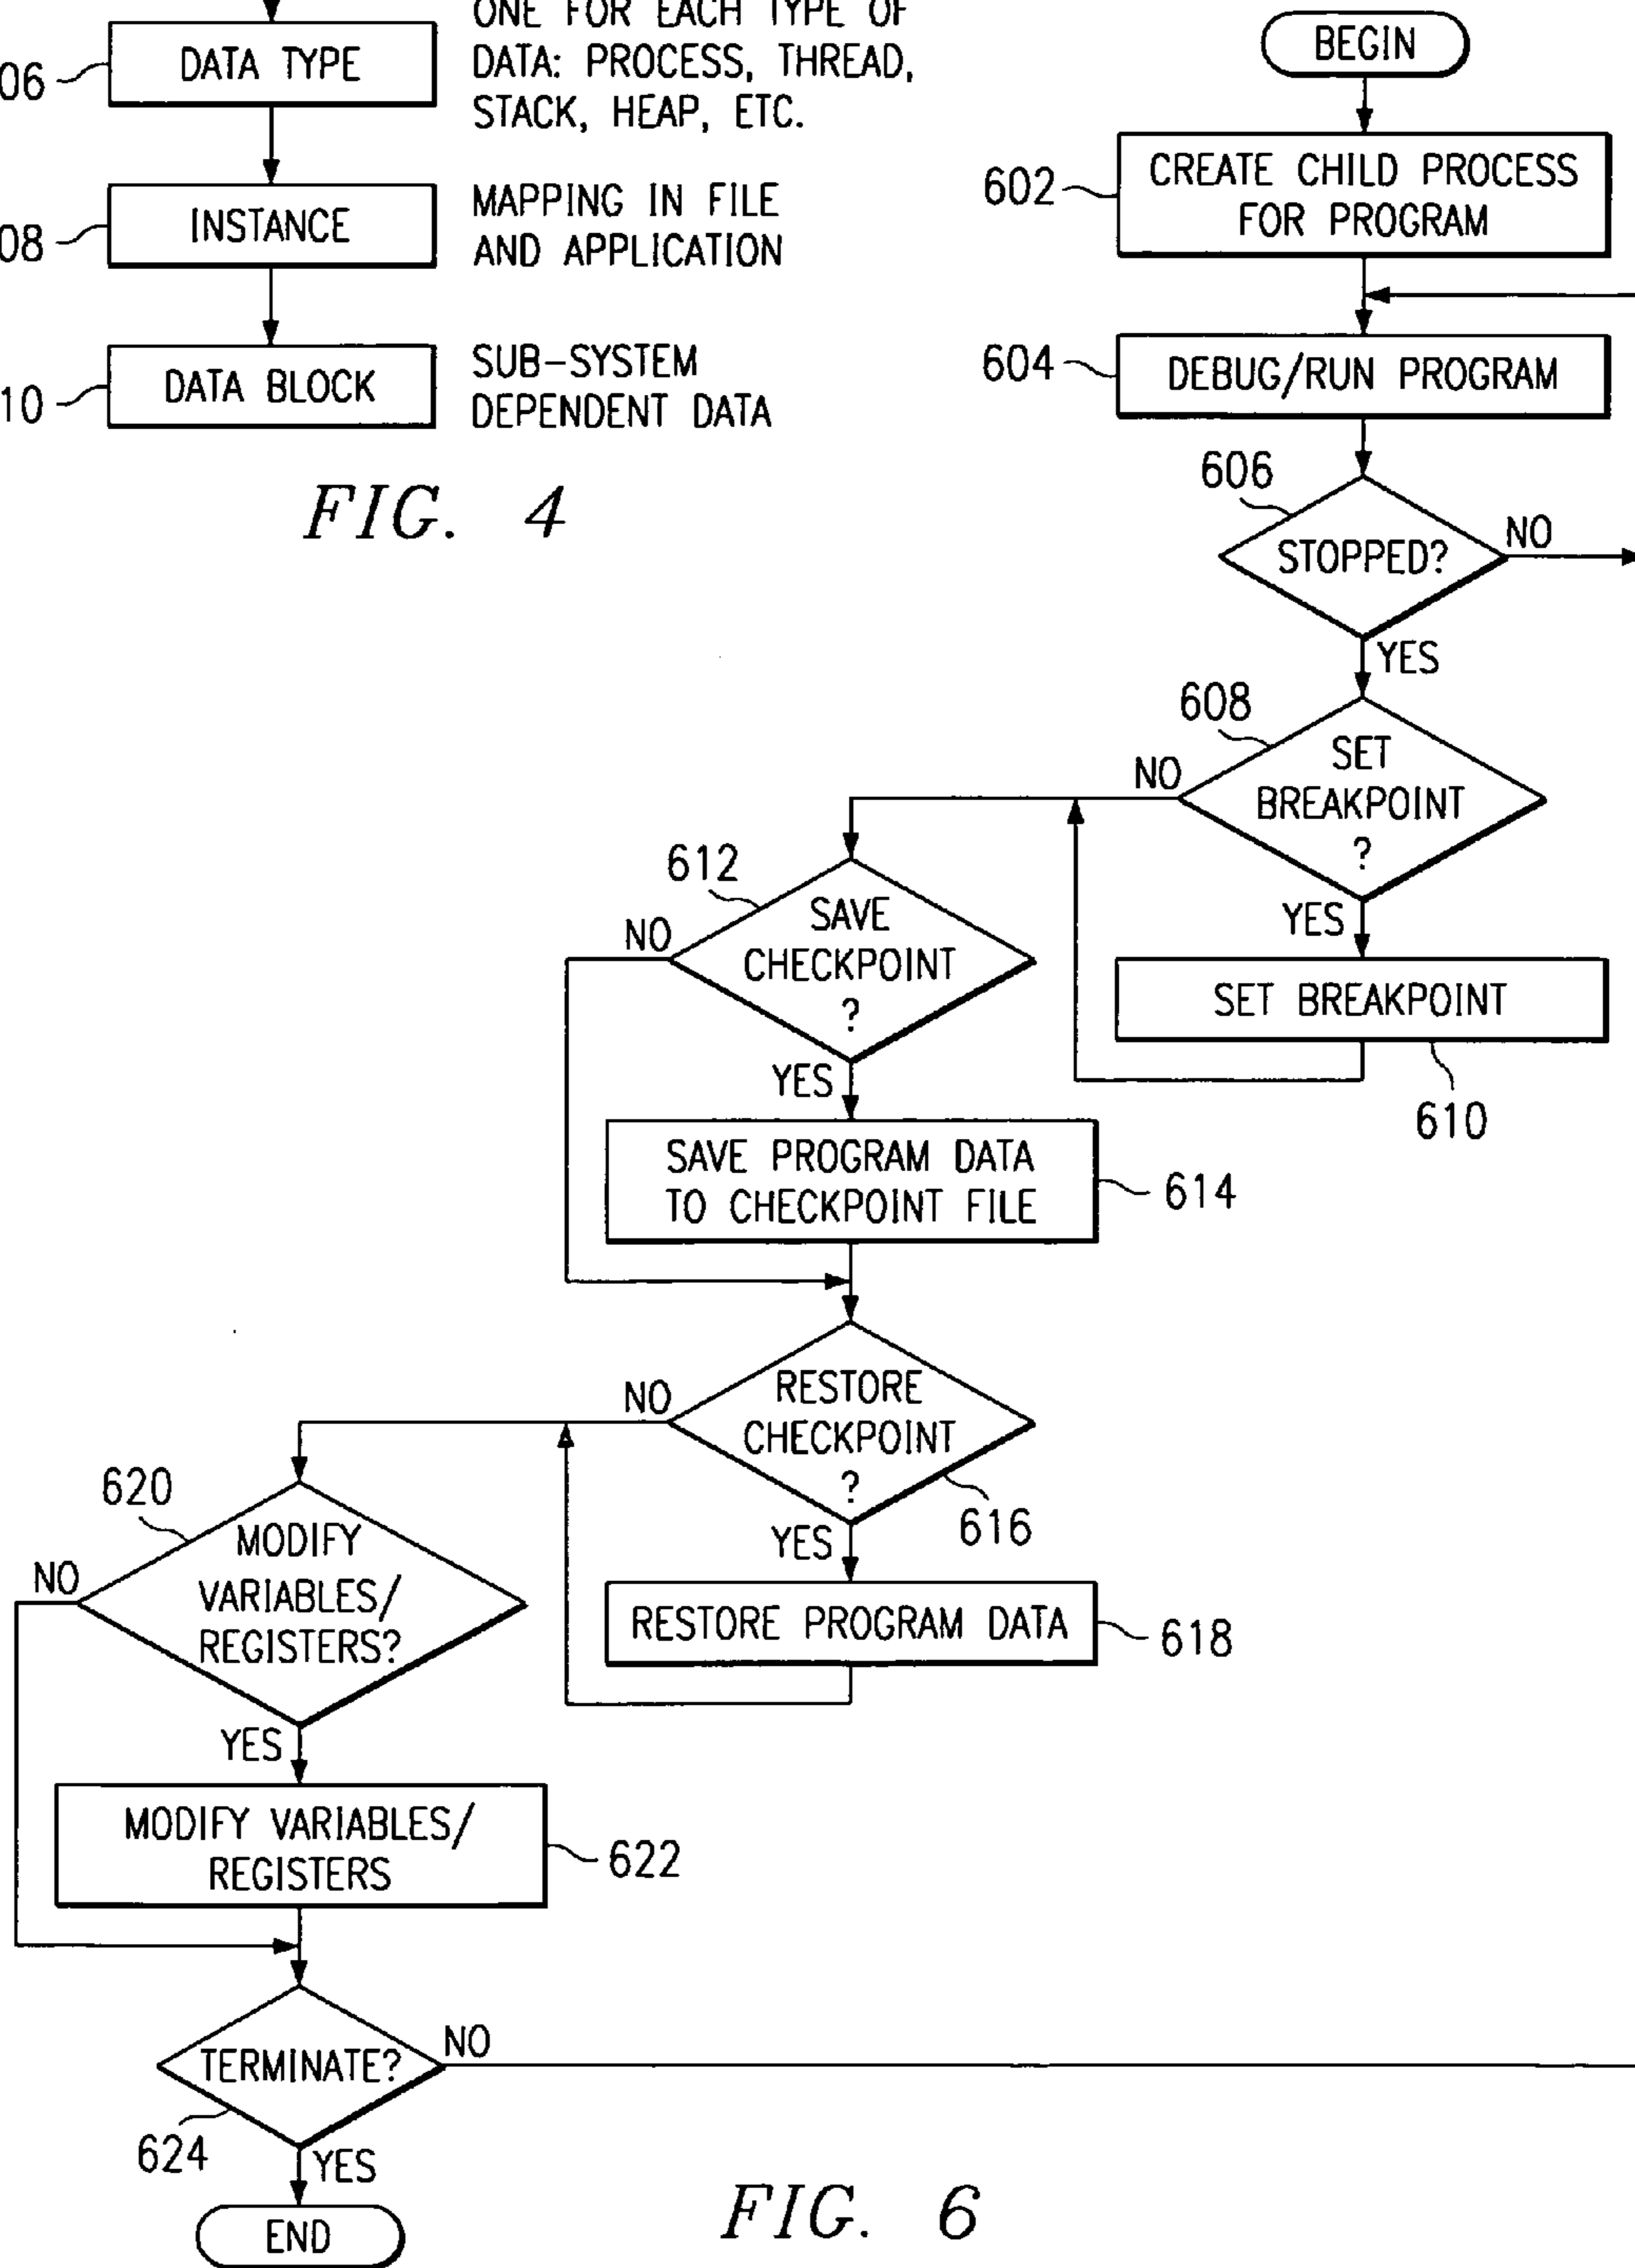 ONE FOR EACH TYPE OF
DATA: PROCESS, THREAD,
STACK, HEAP, ETC.
06
DATA TYPE
08
INSTANCE
MAPPING IN FILE
AND APPLICATION
10
DATA BLOCK
SUB-SYSTEM
DEPENDENT DATA
FIG. 4
BEGIN
602
CREATE CHILD PROCESS
FOR PROGRAM
604
DEBUG/RUN PROGRAM
606
STOPPED?
NO
YES
608
SET
BREAKPOINT
?
NO
YES
SET BREAKPOINT
610
612
SAVE
CHECKPOINT
?
NO
YES
SAVE PROGRAM DATA
TO CHECKPOINT FILE
614
RESTORE
CHECKPOINT
?
NO
616
YES
RESTORE PROGRAM DATA
618
620
MODIFY
VARIABLES/
REGISTERS?
NO
YES
MODIFY VARIABLES/
REGISTERS
622
TERMINATE?
NO
624
YES
END
FIG. 6